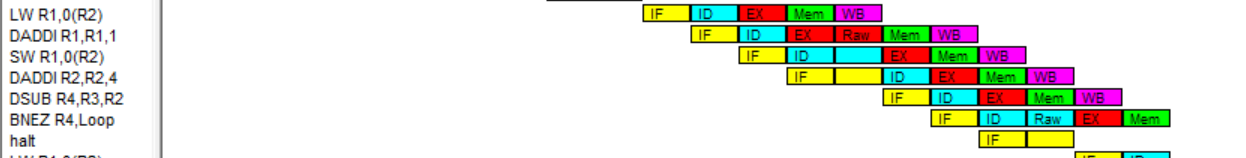 LW R1,0(R2) IF ID EX Mem WB
DADDI R1,R1,1 IF ID EX Raw Mem WB
SW R1,0(R2) IF ID EX Mem WB
DADDI R2,R2,4 IF ID EX Mem WB
DSUB R4,R3,R2 IF ID EX Mem WB
BNEZ R4,Loop IF ID Raw EX Mem
halt IF